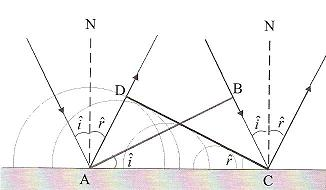 N N
D B
î r̂ î r̂
î r̂
A C